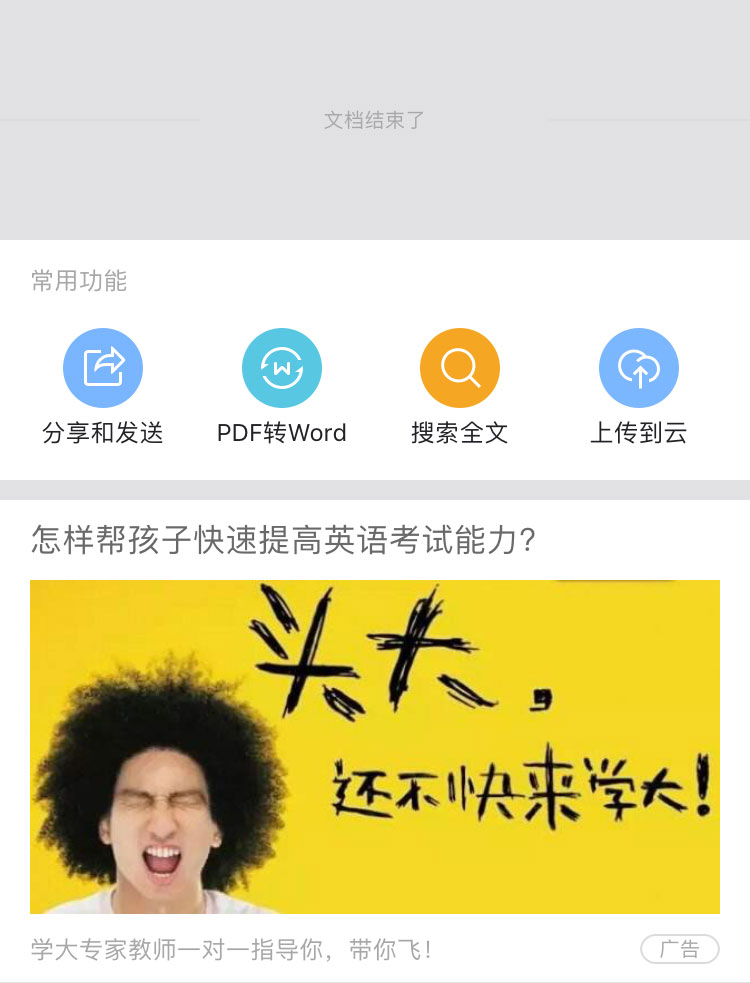 文档结束了
常用功能
分享和发送 PDF转Word 搜索全文 上传到云
怎样帮孩子快速提高英语考试能力?
头大,
还不快来学大!
学大专家教师一对一指导你，带你飞！ 广告